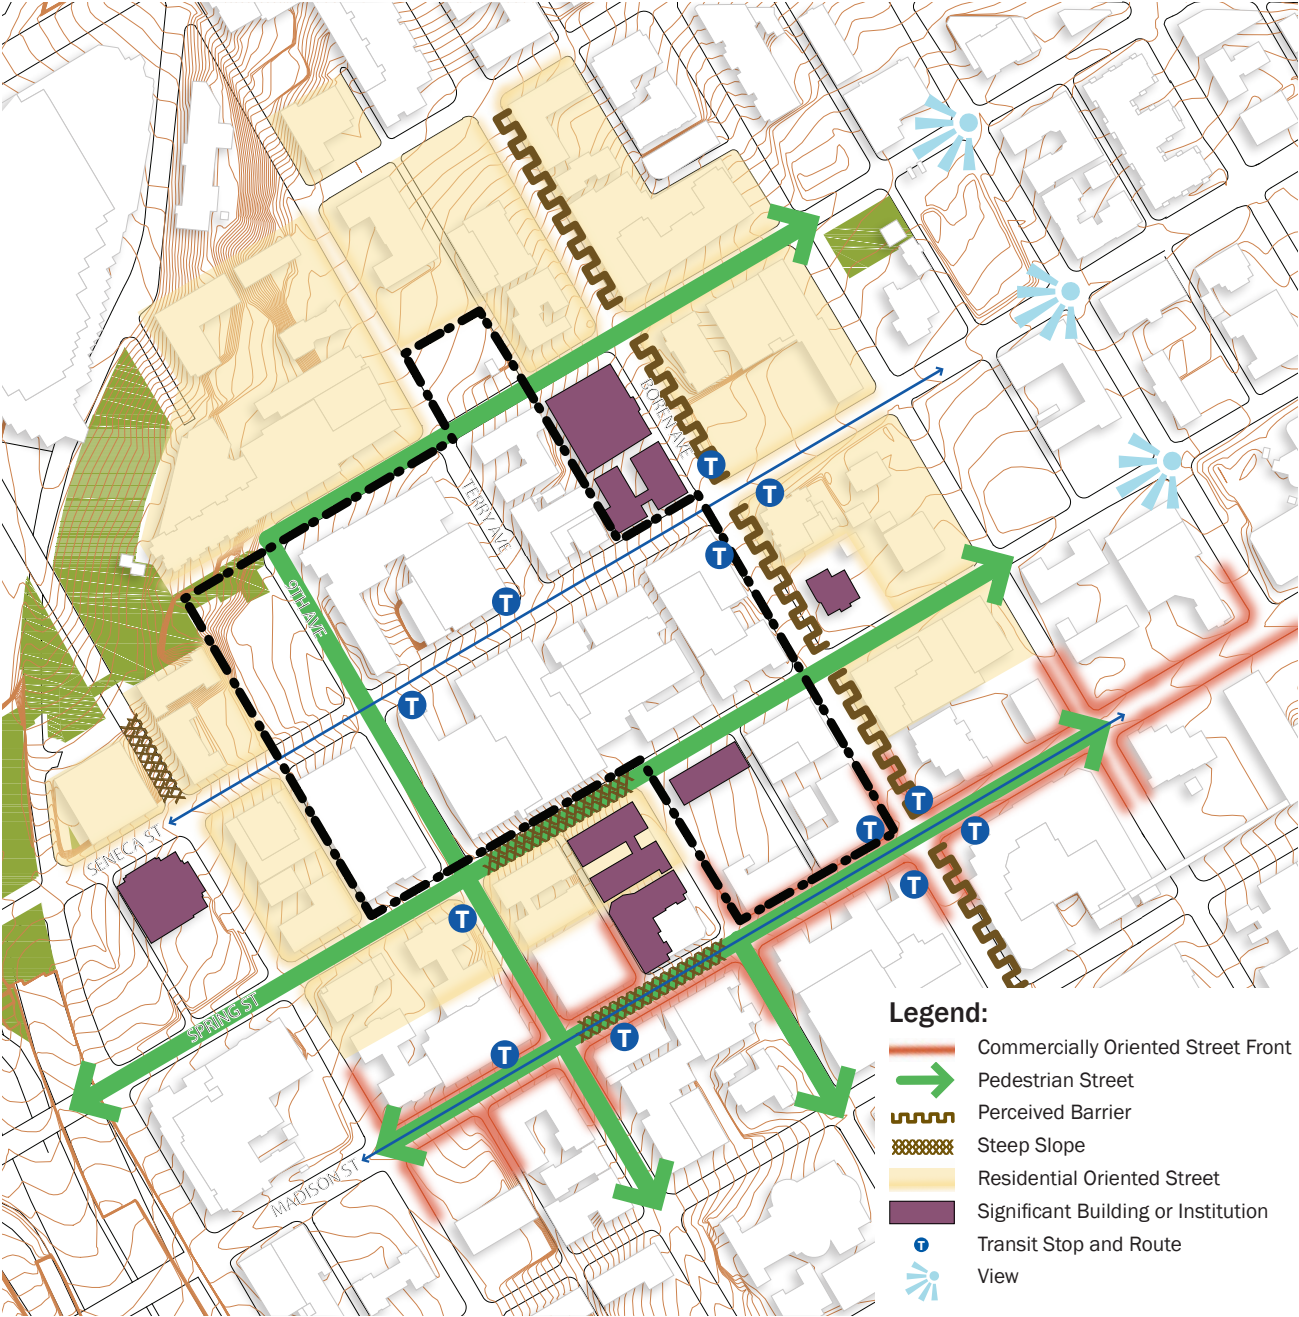 BOREN AVE
TERRY AVE
9TH AVE
T
T
T
T
T
SENECA ST
T
T
T
T
T
SPRING ST
T
T
MADISON ST
Legend:
Commercially Oriented Street Front
Pedestrian Street
Perceived Barrier
Steep Slope
Residential Oriented Street
Significant Building or Institution
T Transit Stop and Route
View